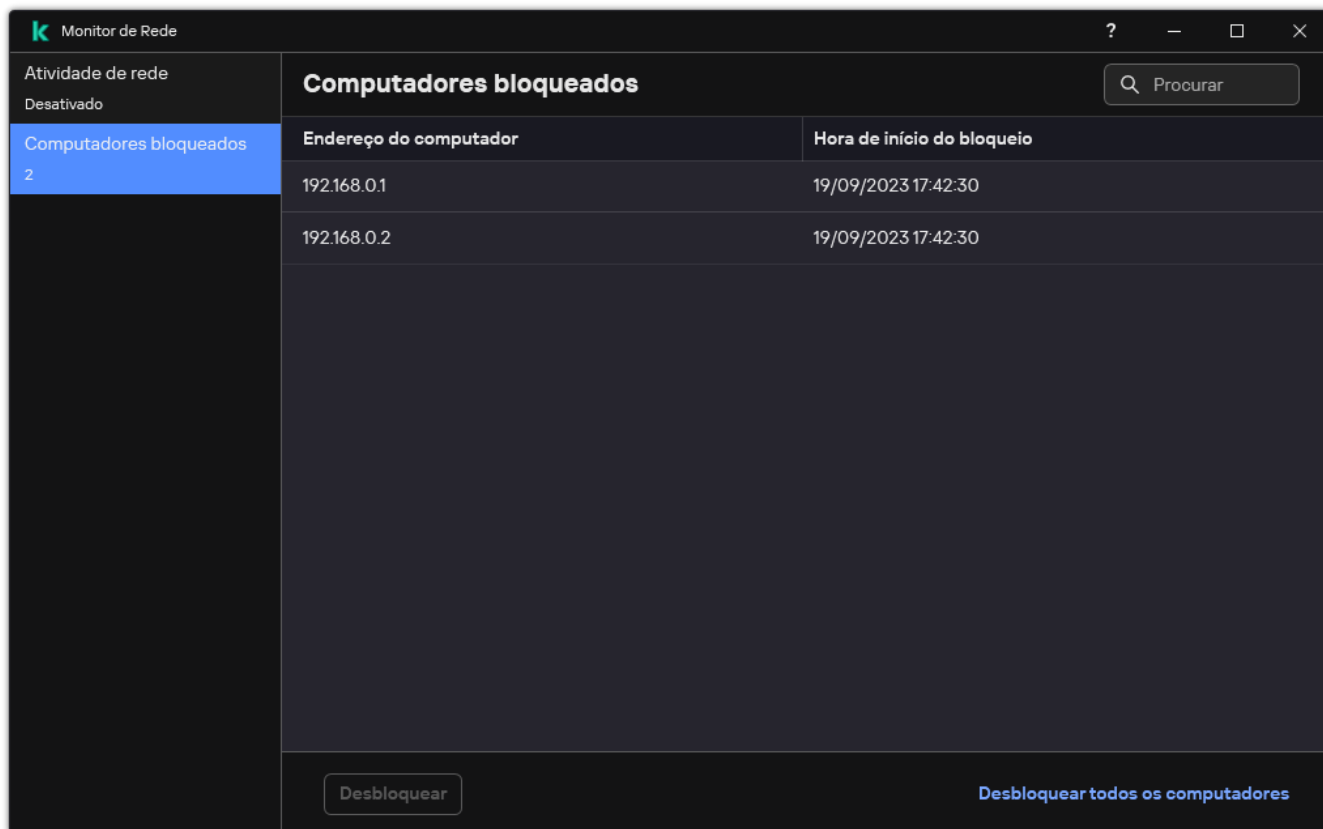 Monitor de Rede
?
Atividade de rede
Desativado
Computadores bloqueados
2
Computadores bloqueados
Procurar
Endereço do computador Hora de início do bloqueio
192.168.0.1 19/09/2023 17:42:30
192.168.0.2 19/09/2023 17:42:30
Desbloquear
Desbloquear todos os computadores